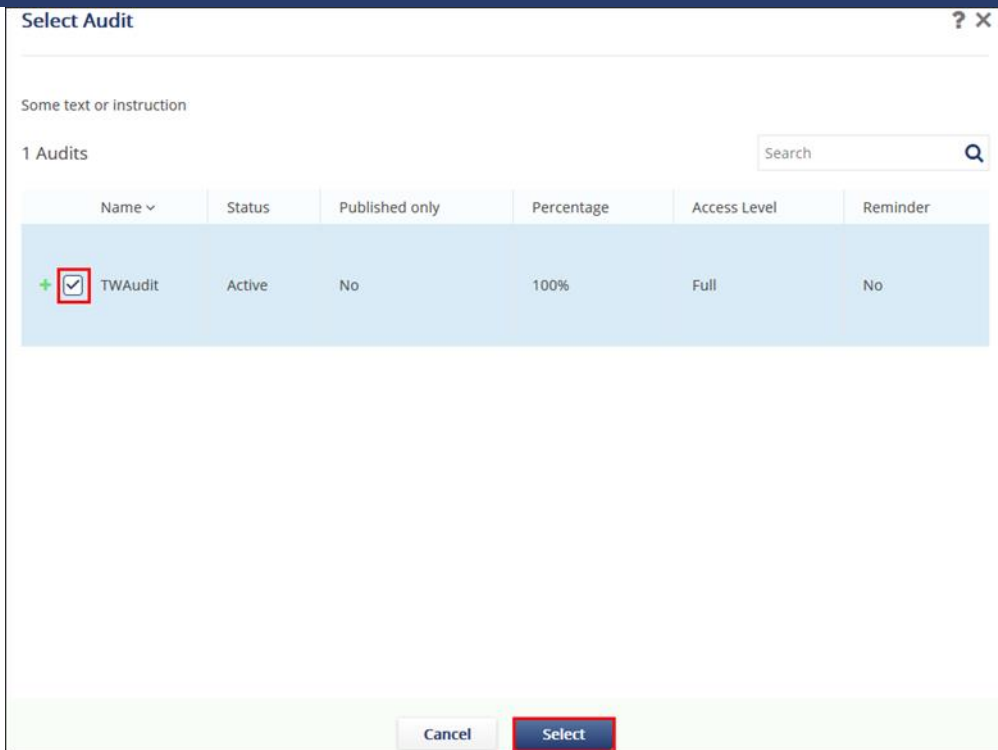 Select Audit ? ×
Some text or instruction
1 Audits Search
Name Status Published only Percentage Access Level Reminder
TWAudit Active No 100% Full No
Cancel Select